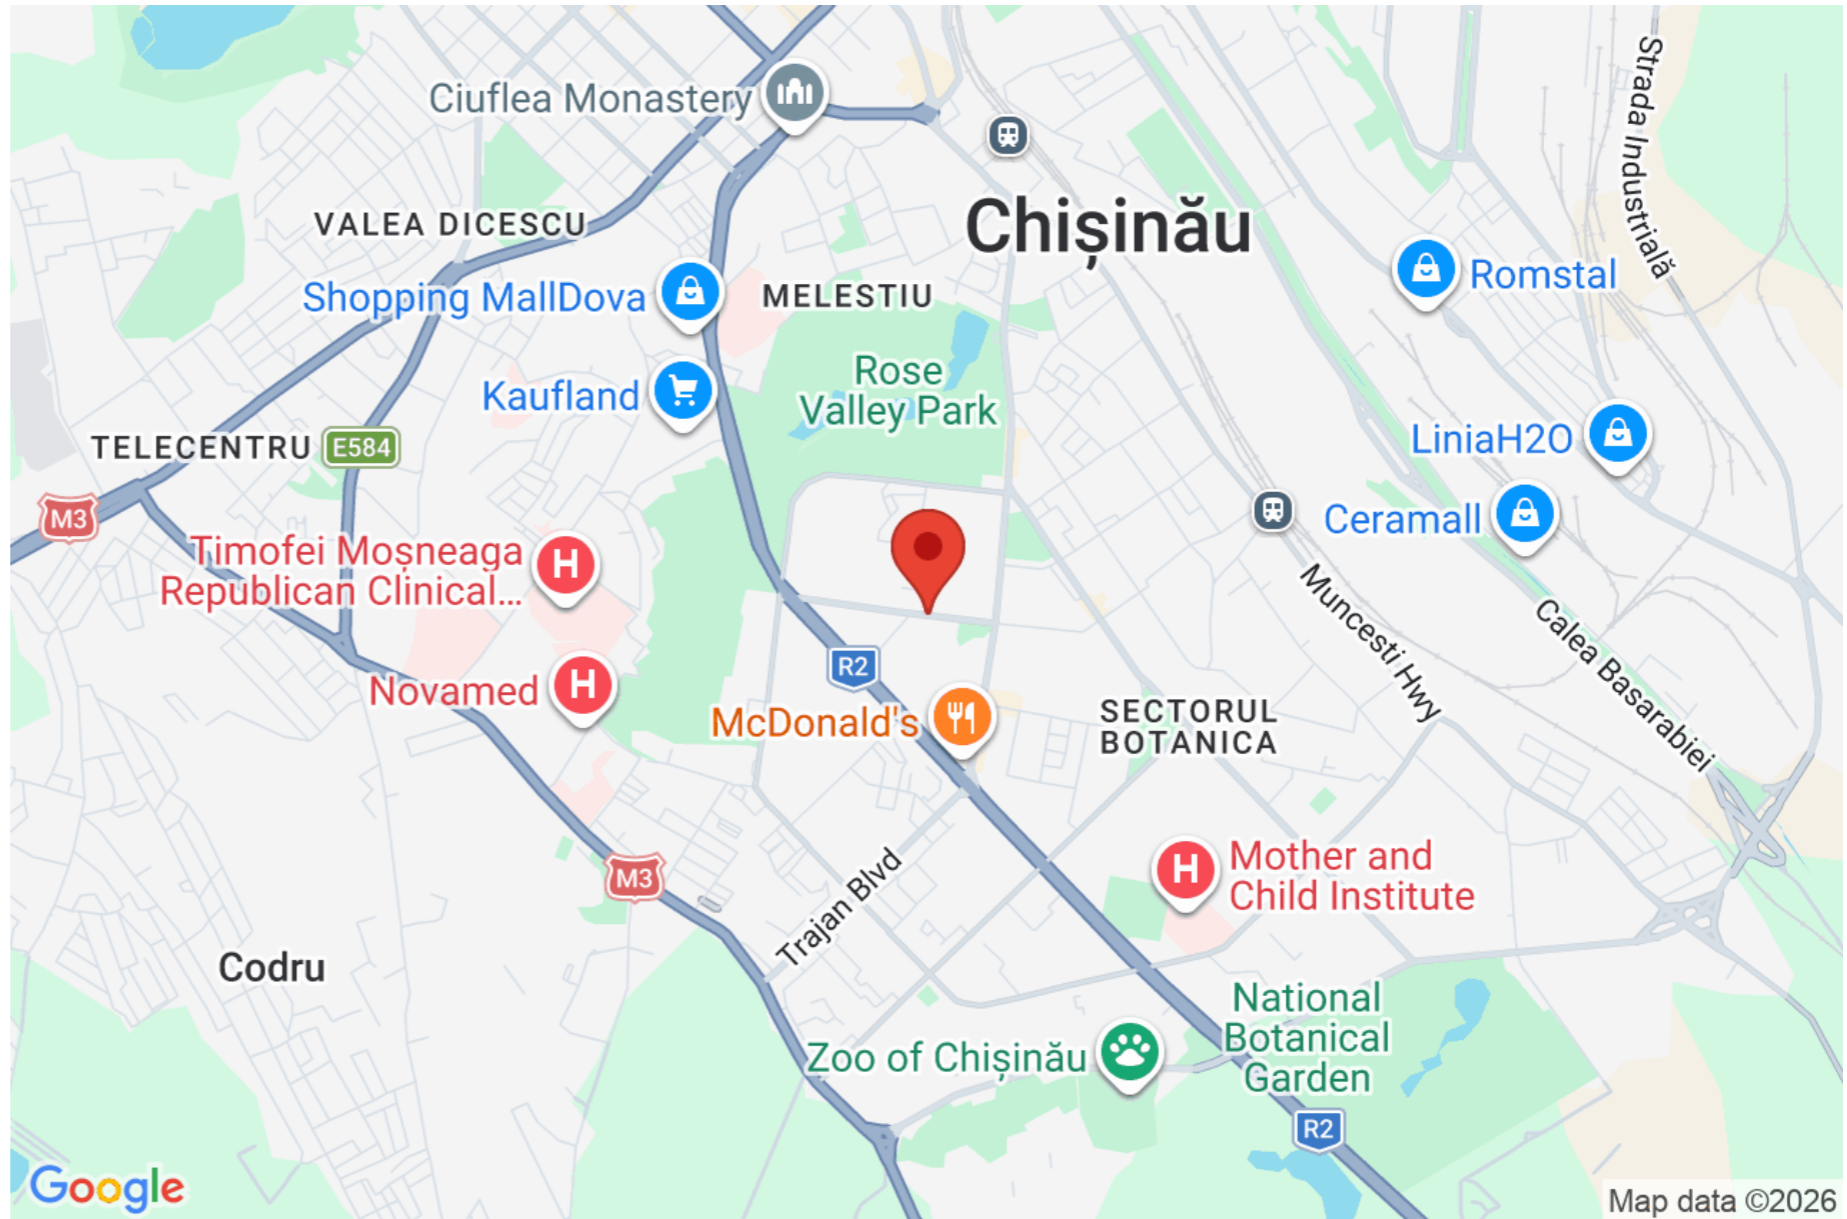 Ciuflea Monastery
Strada Industrială
VALEA DICESCU
Chișinău
Romstal
Shopping MallDova
MELESTIU
Rose
Valley Park
Kaufland
TELECENTRU
E584
LiniaH2O
M3
Ceramall
Timofei Moșneaga
Republican Clinical...
H
Muncesti Hwy
Calea Basarabiei
R2
Novamed
H
McDonald's
SECTORUL
BOTANICA
M3
Trajan Blvd
H
Mother and
Child Institute
Codru
National
Botanical
Garden
Zoo of Chișinău
R2
Google
Map data ©2026